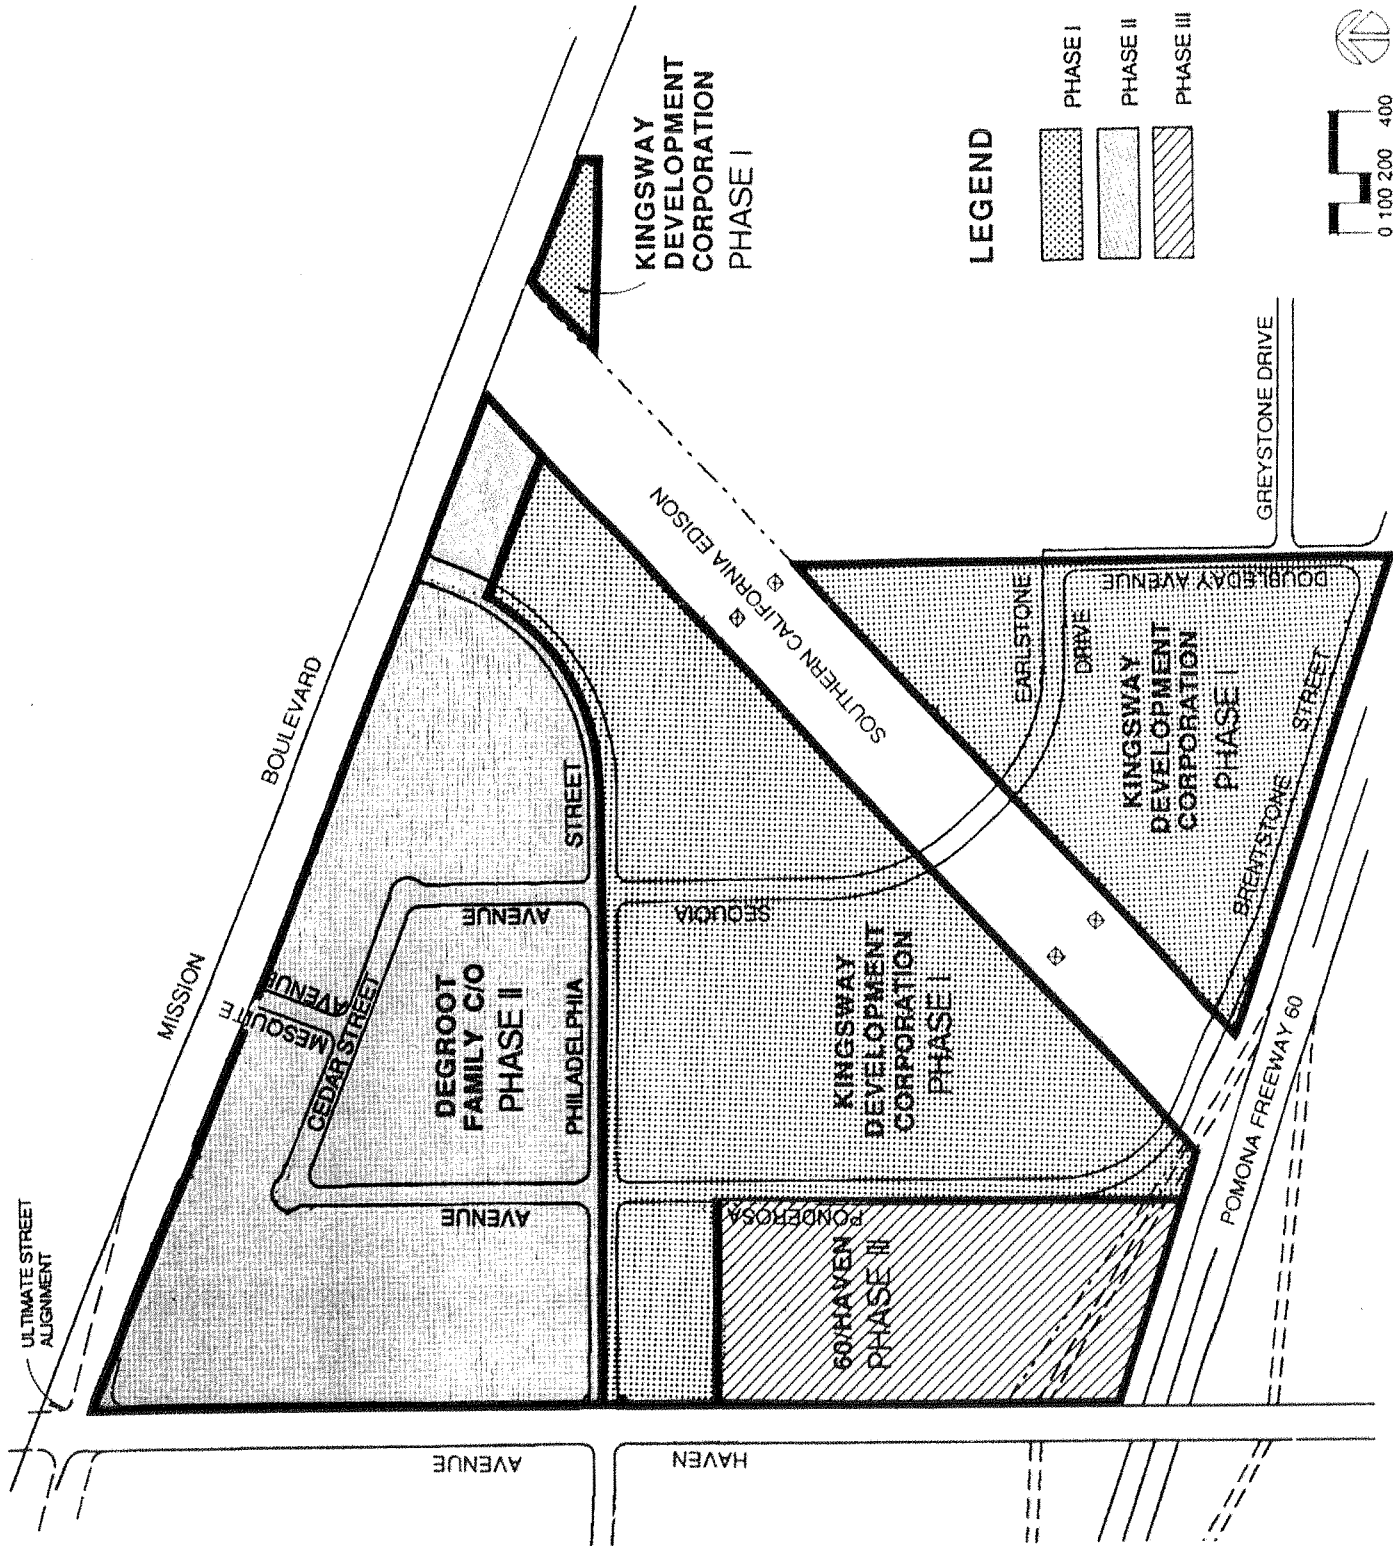 ULTIMATE STREET
ALIGNMENT
MISSION
BOULEVARD
KINGSWAY
DEVELOPMENT
CORPORATION
PHASE I
MESQUITE
AVENUE
CEDAR STREET
AVENUE
AVENUE
DEGROOT
FAMILY C/O
PHASE II
PHILADELPHIA
STREET
SEQUOIA
SOUTHERN CALIFORNIA EDISON
KINGSWAY
DEVELOPMENT
CORPORATION
PHASE I
PONDEROSA
60/HAVEN
PHASE III
AVENUE
HAVEN
EARLSTONE
DRIVE
DOUBLEDAY AVENUE
GREYSTONE DRIVE
KINGSWAY
DEVELOPMENT
CORPORATION
PHASE I
BRENTSTONE
STREET
POMONA FREEWAY 60
LEGEND
PHASE I
PHASE II
PHASE III
0 100 200 400